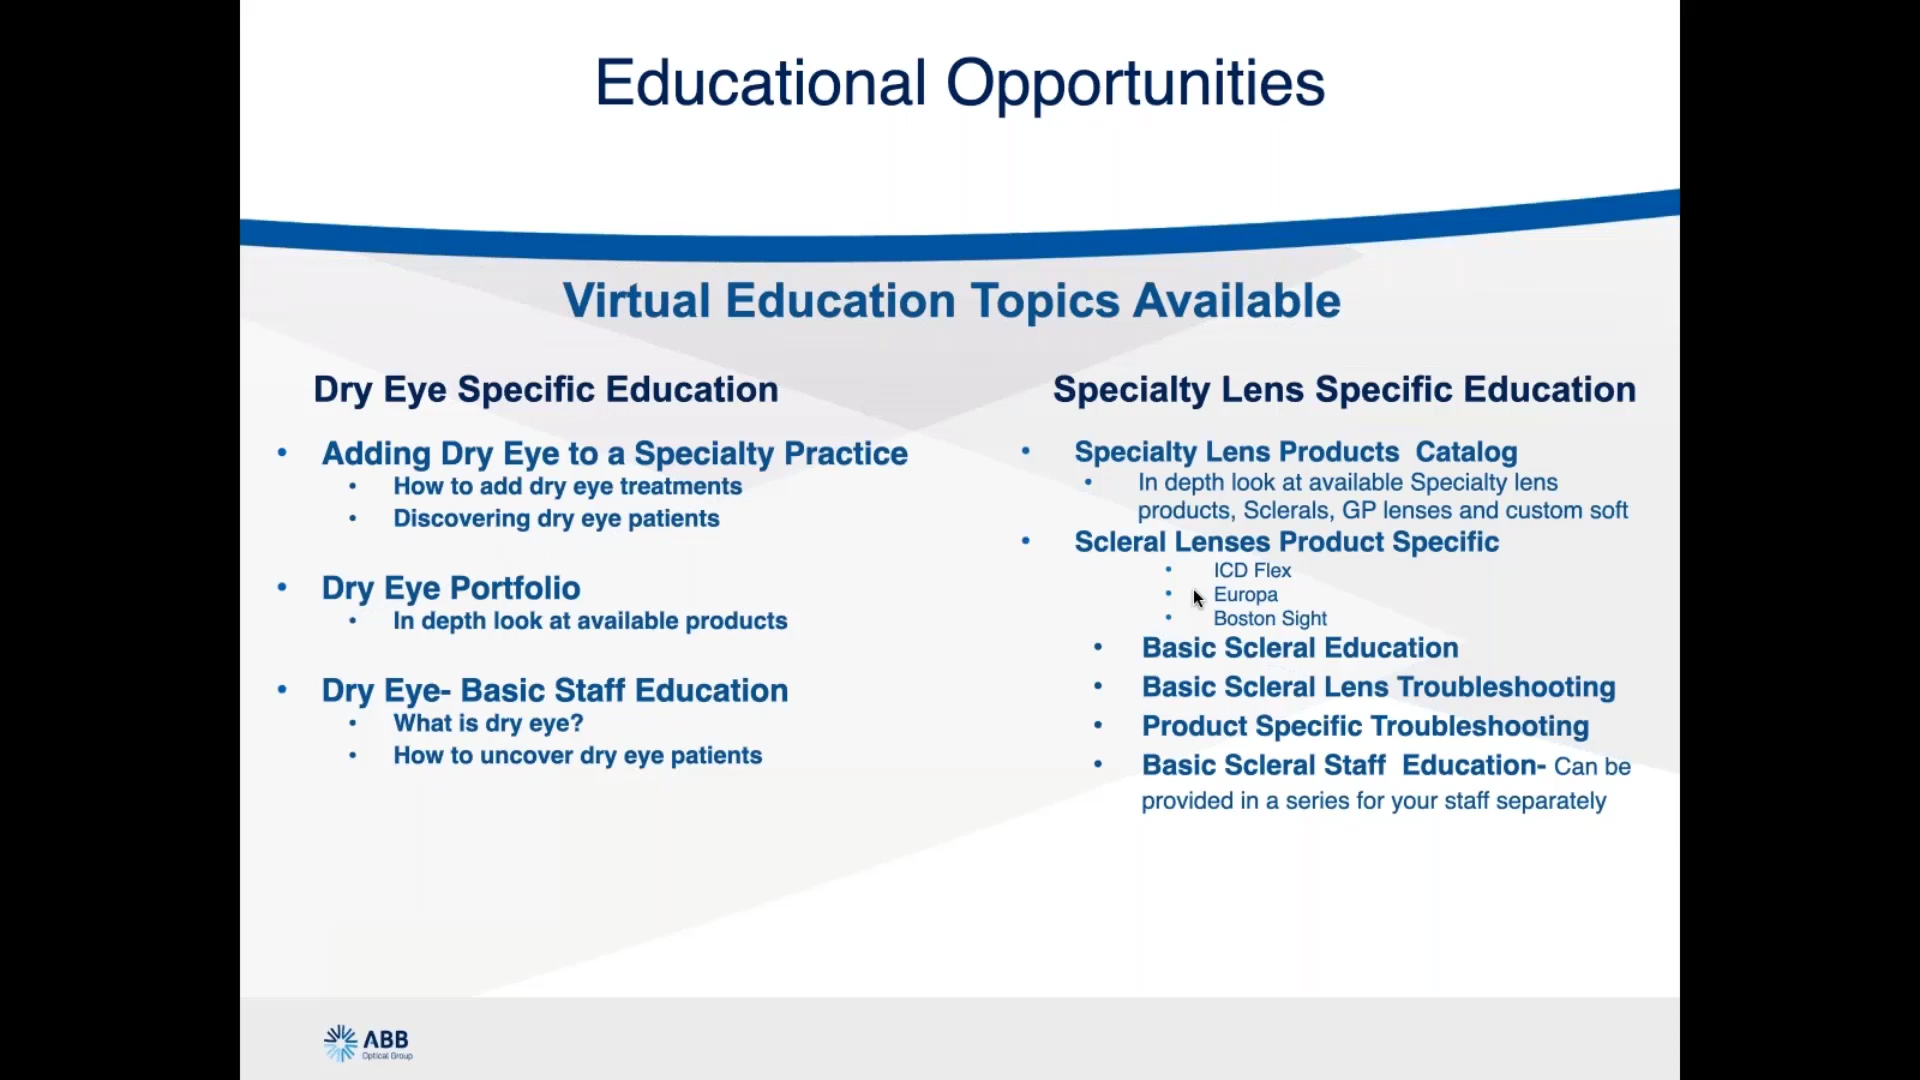 Educational Opportunities
Virtual Education Topics Available
Dry Eye Specific Education
• Adding Dry Eye to a Specialty Practice
• How to add dry eye treatments
• Discovering dry eye patients
• Dry Eye Portfolio
• In depth look at available products
• Dry Eye- Basic Staff Education
• What is dry eye?
• How to uncover dry eye patients
Specialty Lens Specific Education
• Specialty Lens Products  Catalog
• In depth look at available Specialty lens
products, Sclerals, GP lenses and custom soft
• Scleral Lenses Product Specific
• ICD Flex
• Europa
• Boston Sight
• Basic Scleral Education
• Basic Scleral Lens Troubleshooting
• Product Specific Troubleshooting
• Basic Scleral Staff  Education- Can be
provided in a series for your staff separately
ABB
Optical Group